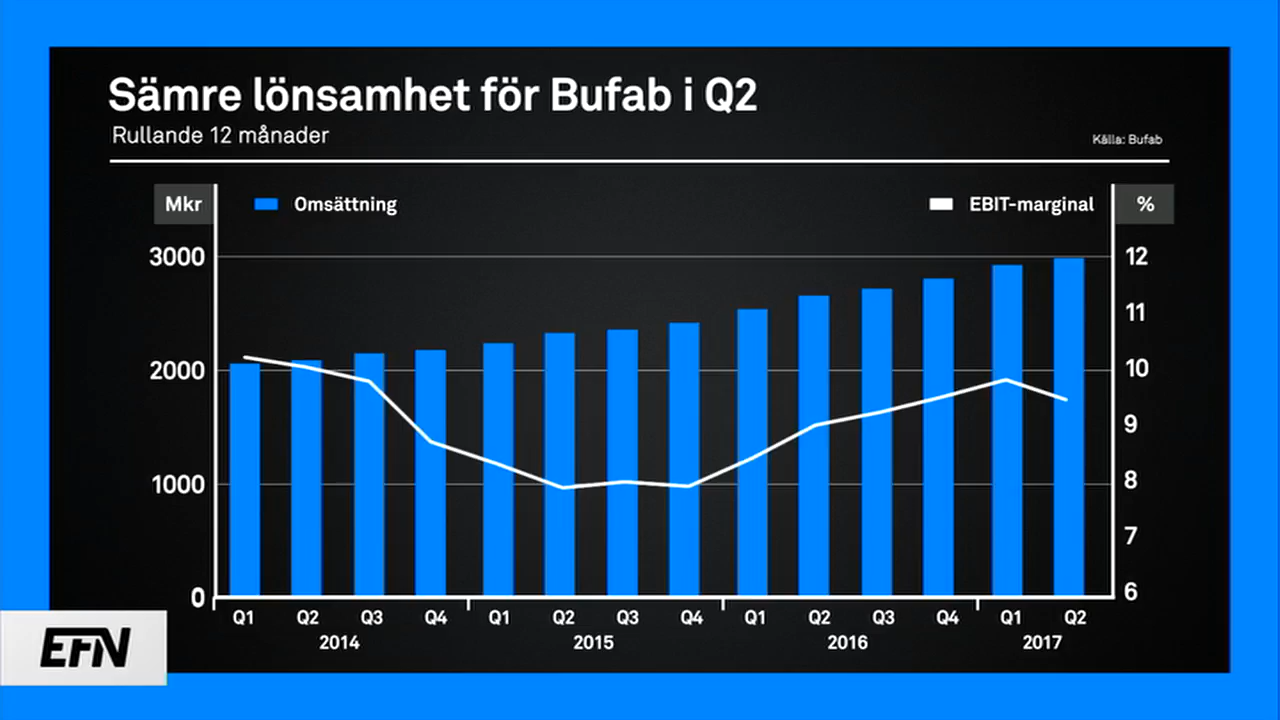 Sämre lönsamhet för Bufab i Q2
Rullande 12 månader
Källa: Bufab
Mkr
Omsättning
EBIT-marginal
%
3000
2000
1000
0
12
11
10
9
8
7
6
Q1 Q2 Q3 Q4 Q1 Q2 Q3 Q4 Q1 Q2 Q3 Q4 Q1 Q2
2014 2015 2016 2017
EFN